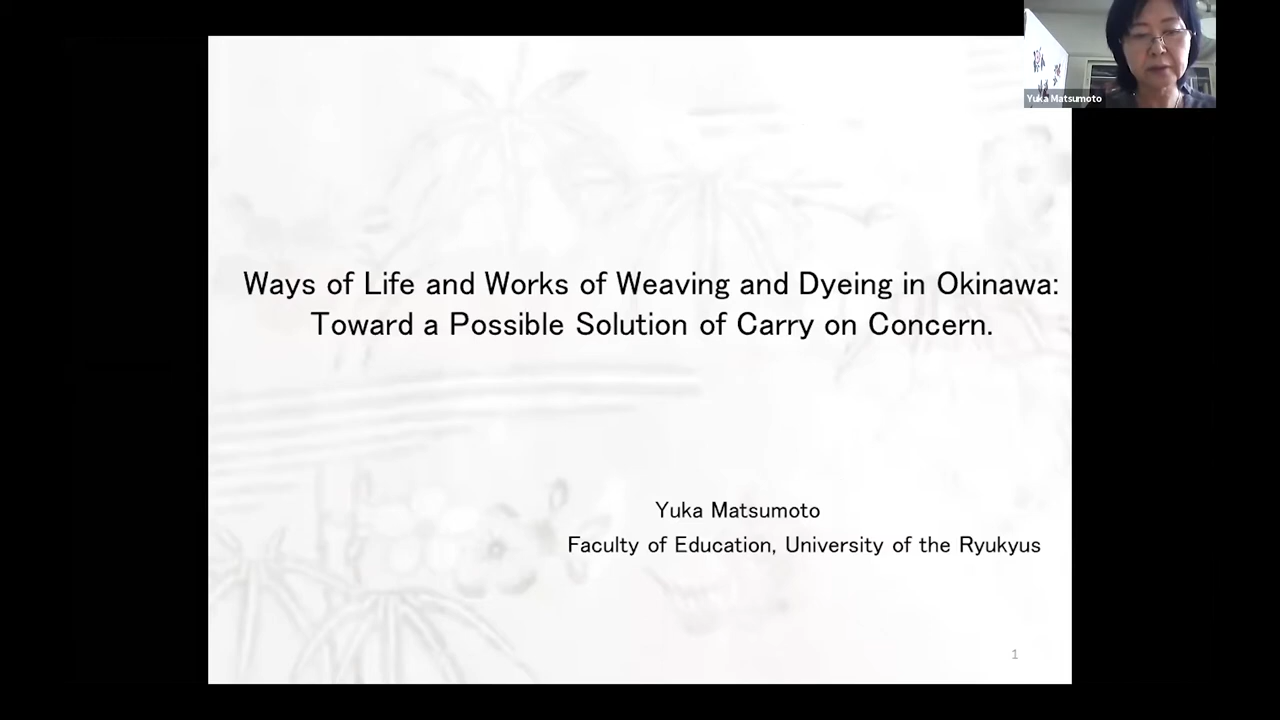 Yuka Matsumoto
Ways of Life and Works of Weaving and Dyeing in Okinawa:
Toward a Possible Solution of Carry on Concern.
Yuka Matsumoto
Faculty of Education, University of the Ryukyus
1